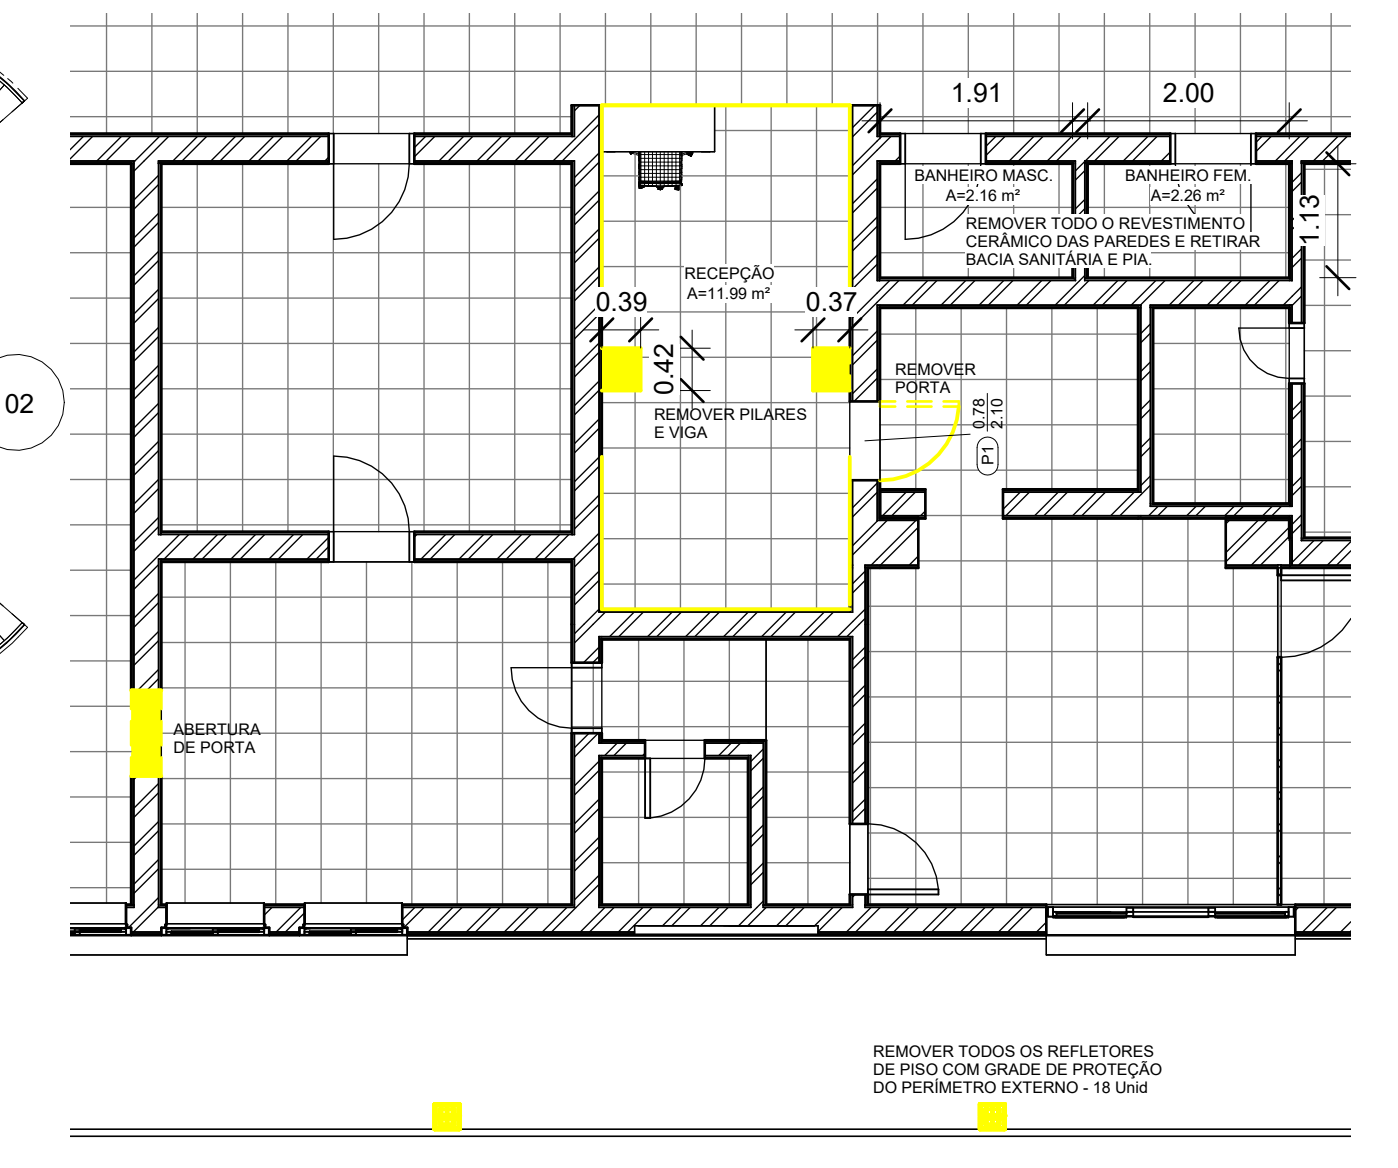 1.91
2.00
BANHEIRO MASC.
A=2.16 m²
BANHEIRO FEM.
A=2.26 m²
1.13
REMOVER TODO O REVESTIMENTO
CERÂMICO DAS PAREDES E RETIRAR
BACIA SANITÁRIA E PIA.
RECEPÇÃO
A=11.99 m²
0.39
0.37
0.42
REMOVER PILARES
E VIGA
REMOVER
PORTA
0.78
2.10
P1
02
ABERTURA
DE PORTA
REMOVER TODOS OS REFLETORES
DE PISO COM GRADE DE PROTEÇÃO
DO PERÍMETRO EXTERNO - 18 Unid